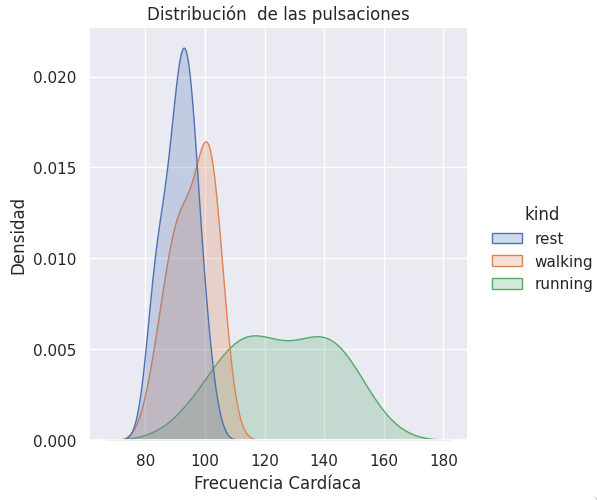 Distribución  de las pulsaciones
Densidad
0.020
0.015
0.010
0.005
0.000
80 100 120 140 160 180
Frecuencia Cardíaca
kind
rest
walking
running